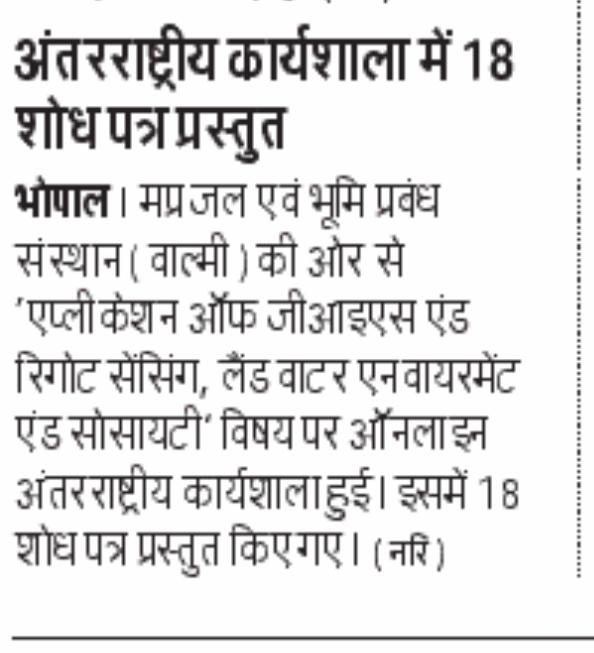 अंतरराष्ट्रीय कार्यशाला में 18
शोध पत्र प्रस्तुत
भोपाल। मप्र जल एवं भूमि प्रबंध
संस्थान ( वाल्मी ) की ओर से
'एप्लीकेशन ऑफ जीआइएस एंड
रिमोट सेंसिंग, लैंड वाटर एनवायरमेंट
एंड सोसायटी' विषय पर ऑनलाइन
अंतरराष्ट्रीय कार्यशाला हुई। इसमें 18
शोध पत्र प्रस्तुत किए गए। ( नरि )